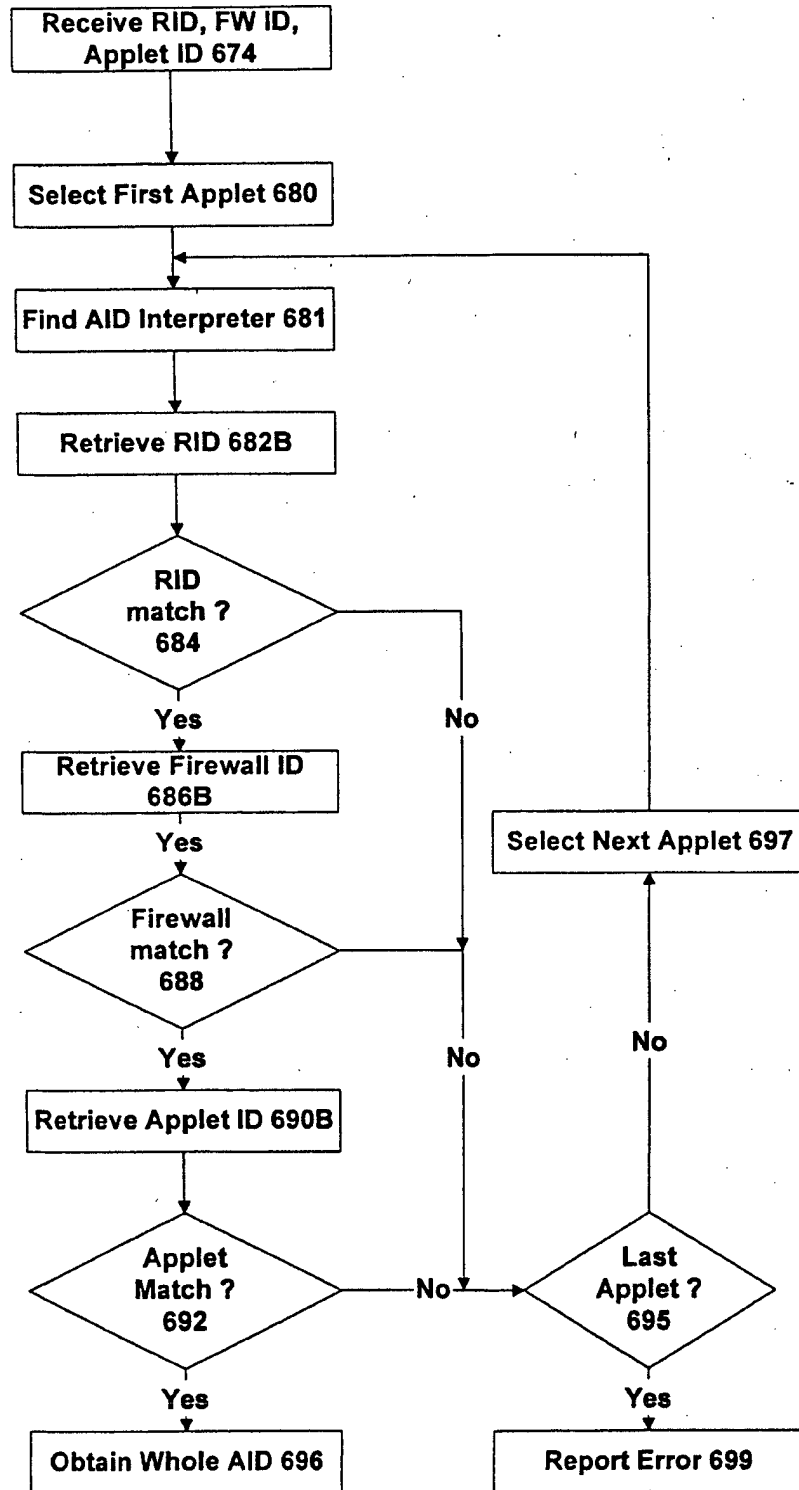 Receive RID, FW ID,
Applet ID 674
Select First Applet 680
Find AID Interpreter 681
Retrieve RID 682B
RID
match ?
684
Yes
No
Retrieve Firewall ID
686B
Yes
Select Next Applet 697
Firewall
match ?
688
Yes
No
No
Retrieve Applet ID 690B
Applet
Match ?
692
No
Last
Applet ?
695
Yes
Yes
Obtain Whole AID 696
Report Error 699